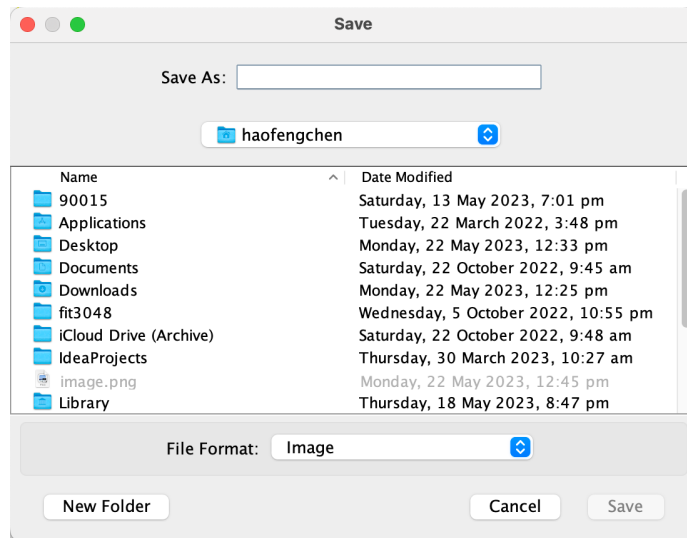 Save
Save As:
haofengchen
Name Date Modified
90015 Saturday, 13 May 2023, 7:01 pm
Applications Tuesday, 22 March 2022, 3:48 pm
Desktop Monday, 22 May 2023, 12:33 pm
Documents Saturday, 22 October 2022, 9:45 am
Downloads Monday, 22 May 2023, 12:25 pm
fit3048 Wednesday, 5 October 2022, 10:55 pm
iCloud Drive (Archive) Saturday, 22 October 2022, 9:48 am
IdeaProjects Thursday, 30 March 2023, 10:27 am
image.png Monday, 22 May 2023, 12:45 pm
Library Thursday, 18 May 2023, 8:47 pm
File Format: Image
New Folder Cancel Save